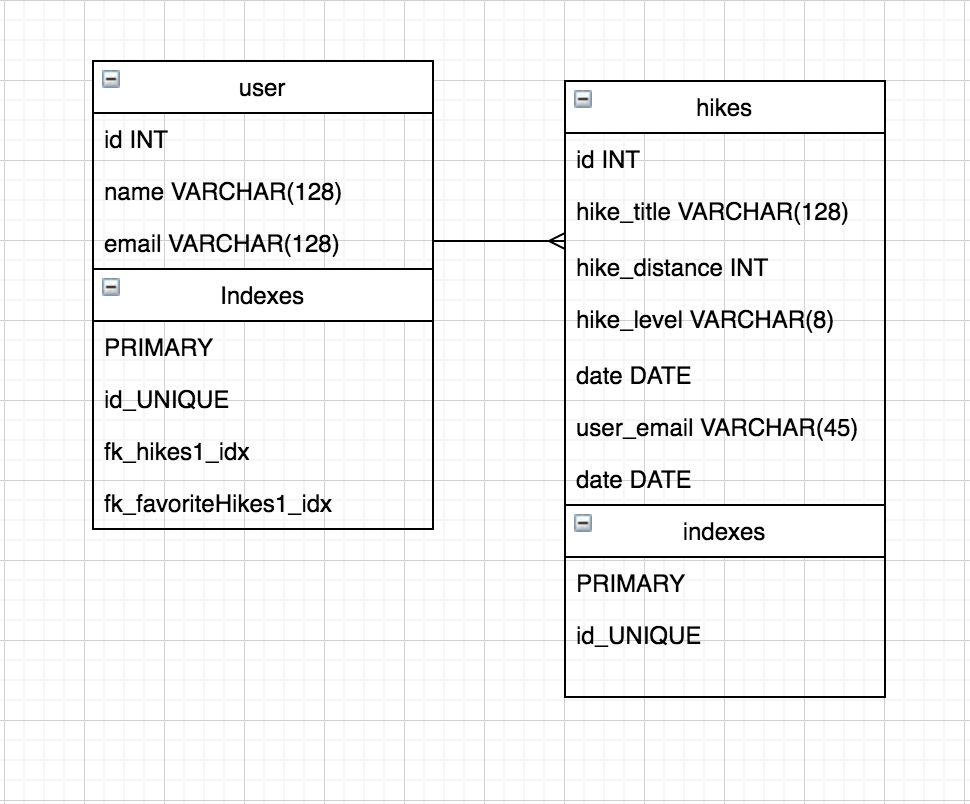 user
id INT
name VARCHAR(128)
email VARCHAR(128)
Indexes
PRIMARY
id_UNIQUE
fk_hikes1_idx
fk_favoriteHikes1_idx
hikes
id INT
hike_title VARCHAR(128)
hike_distance INT
hike_level VARCHAR(8)
date DATE
user_email VARCHAR(45)
date DATE
indexes
PRIMARY
id_UNIQUE